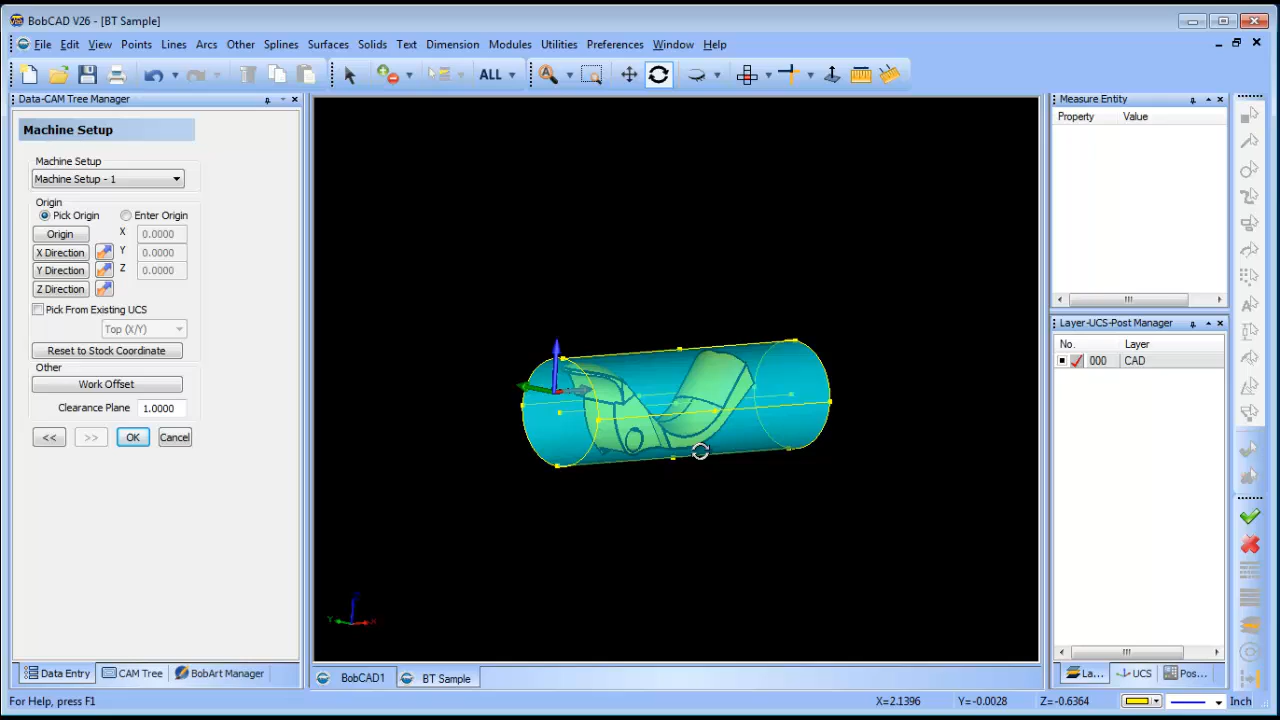 BobCAD V26 - [BT Sample]
File Edit View Points Lines Arcs Other Splines Surfaces Solids Text Dimension Modules Utilities Preferences Window Help
ALL
Data-CAM Tree Manager
Machine Setup
Machine Setup
Machine Setup - 1
Origin
Pick Origin Enter Origin
Origin X 0.0000
X Direction Y 0.0000
Y Direction Z 0.0000
Z Direction
Pick From Existing UCS
Top (X/Y)
Reset to Stock Coordinate
Other
Work Offset
Clearance Plane 1.0000
<< >> OK Cancel
Data Entry CAM Tree BobArt Manager
Z
Y X
BobCAD1 BT Sample
Measure Entity
Property Value
Layer-UCS-Post Manager
No. Layer
000 CAD
La... UCS Pos...
For Help, press F1 X=2.1396 Y=-0.0028 Z=-0.6364 Inch